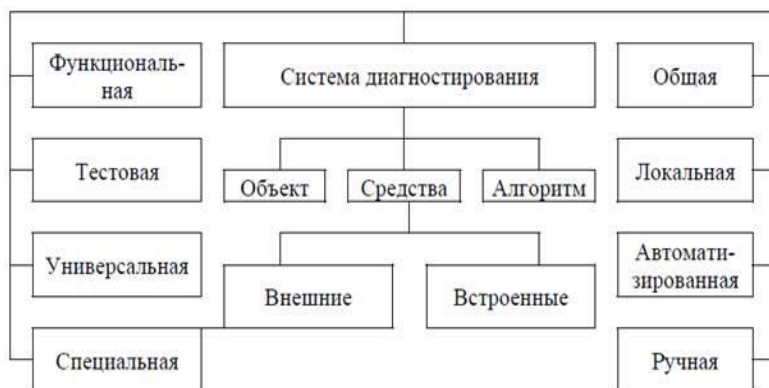 Функциональ-
ная
Система диагностирования
Общая
Тестовая
Объект
Средства
Алгоритм
Локальная
Универсальная
Внешние
Встроенные
Автомати-
зированная
Специальная
Ручная